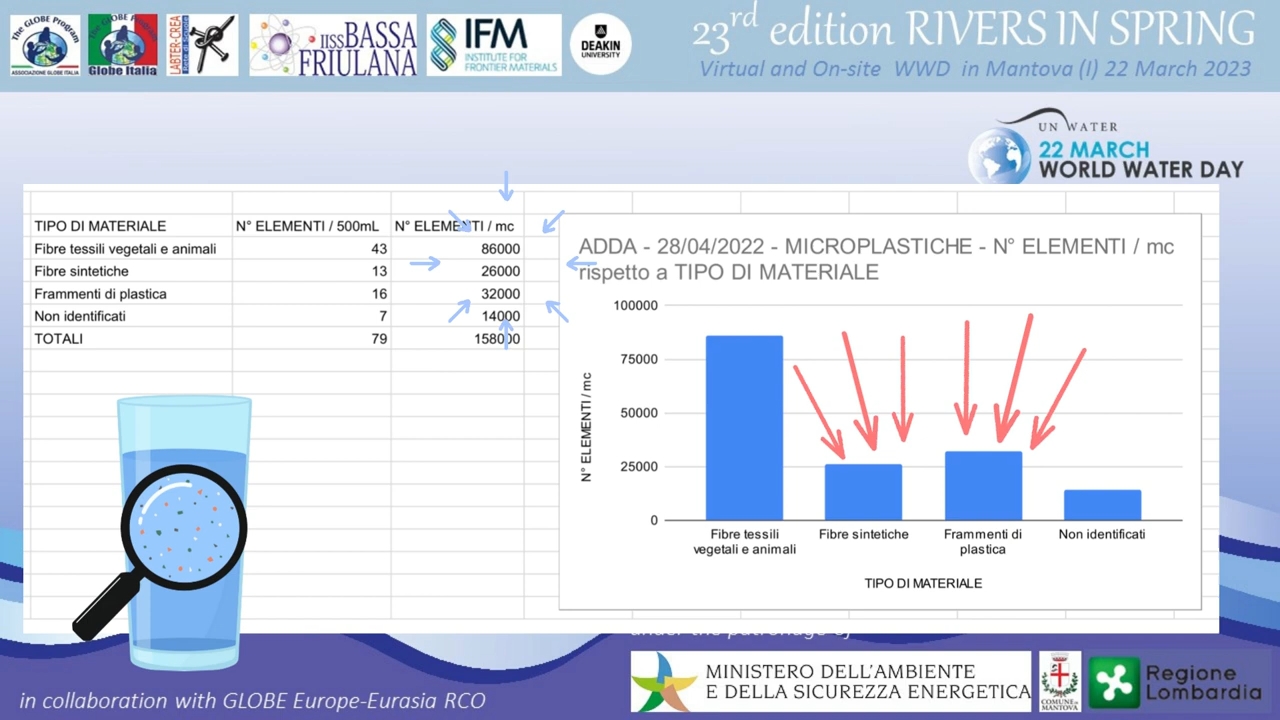 The GLOBE Program
ASSOCIAZIONE GLOBE ITALIA
The GLOBE Program
Globe Italia
LABTER-CREA
Rete di Scuole
IISS BASSA
FRIULANA
IFM
INSTITUTE FOR
FRONTIER MATERIALS
DEAKIN
UNIVERSITY
23rd edition RIVERS IN SPRING
Virtual and On-site WWD in Mantova (I) 22 March 2023
UN WATER
22 MARCH
WORLD WATER DAY
TIPO DI MATERIALE N° ELEMENTI / 500mL N° ELEMENTI / mc
Fibre tessili vegetali e animali 43 86000
Fibre sintetiche 13 26000
Frammenti di plastica 16 32000
Non identificati 7 14000
TOTALI 79 158000
ADDA - 28/04/2022 - MICROPLASTICHE - N° ELEMENTI / mc
rispetto a TIPO DI MATERIALE
N° ELEMENTI / mc
100000
75000
50000
25000
0
Fibre tessili vegetali e animali
Fibre sintetiche
Frammenti di plastica
Non identificati
TIPO DI MATERIALE
under the patronage of
in collaboration with GLOBE Europe-Eurasia RCO
MINISTERO DELL'AMBIENTE
E DELLA SICUREZZA ENERGETICA
COMUNE DI
MANTOVA
Regione
Lombardia